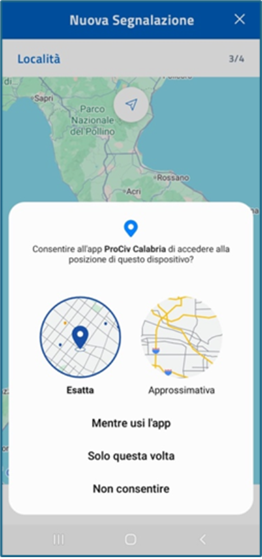 Nuova Segnalazione
Località 3/4
Sapri
Parco
Nazionale
del Pollino
Rossano
Acri
Consentire all'app ProCiv Calabria di accedere alla
posizione di questo dispositivo?
Esatta Approssimativa
Mentre usi l'app
Solo questa volta
Non consentire